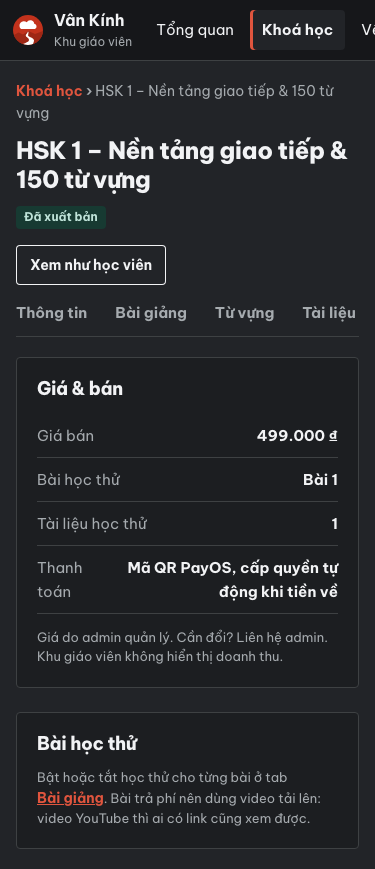 Vân Kính
Khu giáo viên
Tổng quan
Khoá học
Khoá học > HSK 1 – Nền tảng giao tiếp & 150 từ
vựng
HSK 1 – Nền tảng giao tiếp &
150 từ vựng
Đã xuất bản
Xem như học viên
Thông tin
Bài giảng
Từ vựng
Tài liệu
Giá & bán
Giá bán
499.000 ₫
Bài học thử
Bài 1
Tài liệu học thử
1
Thanh
toán
Mã QR PayOS, cấp quyền tự
động khi tiền về
Giá do admin quản lý. Cần đổi? Liên hệ admin.
Khu giáo viên không hiển thị doanh thu.
Bài học thử
Bật hoặc tắt học thử cho từng bài ở tab
Bài giảng. Bài trả phí nên dùng video tải lên:
video YouTube thì ai có link cũng xem được.